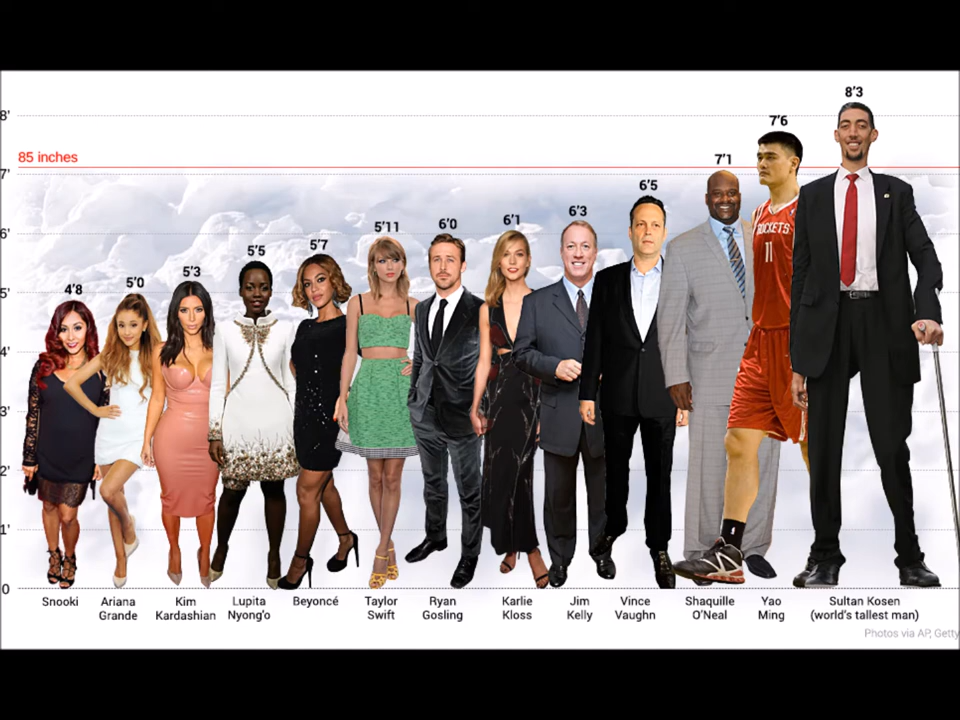 8'3
8'
7'6
85 inches
7'1
7'
6'5
6'3
6'1
6'0
5'11
6'
5'7
5'5
5'3
5'0
4'8
5'
ROCKETS
11
4'
3'
2'
1'
0
Snooki
Ariana
Grande
Kim
Kardashian
Lupita
Nyong'o
Beyoncé
Taylor
Swift
Ryan
Gosling
Karlie
Kloss
Jim
Kelly
Vince
Vaughn
Shaquille
O'Neal
Yao
Ming
Sultan Kosen
(world's tallest man)
Photos via AP, Getty